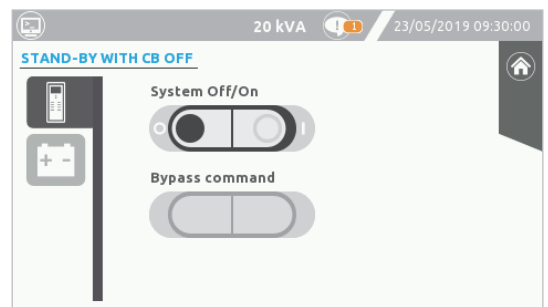 20 kVA
1
23/05/2019 09:30:00
STAND-BY WITH CB OFF
System Off/On
O I
+ -
Bypass command